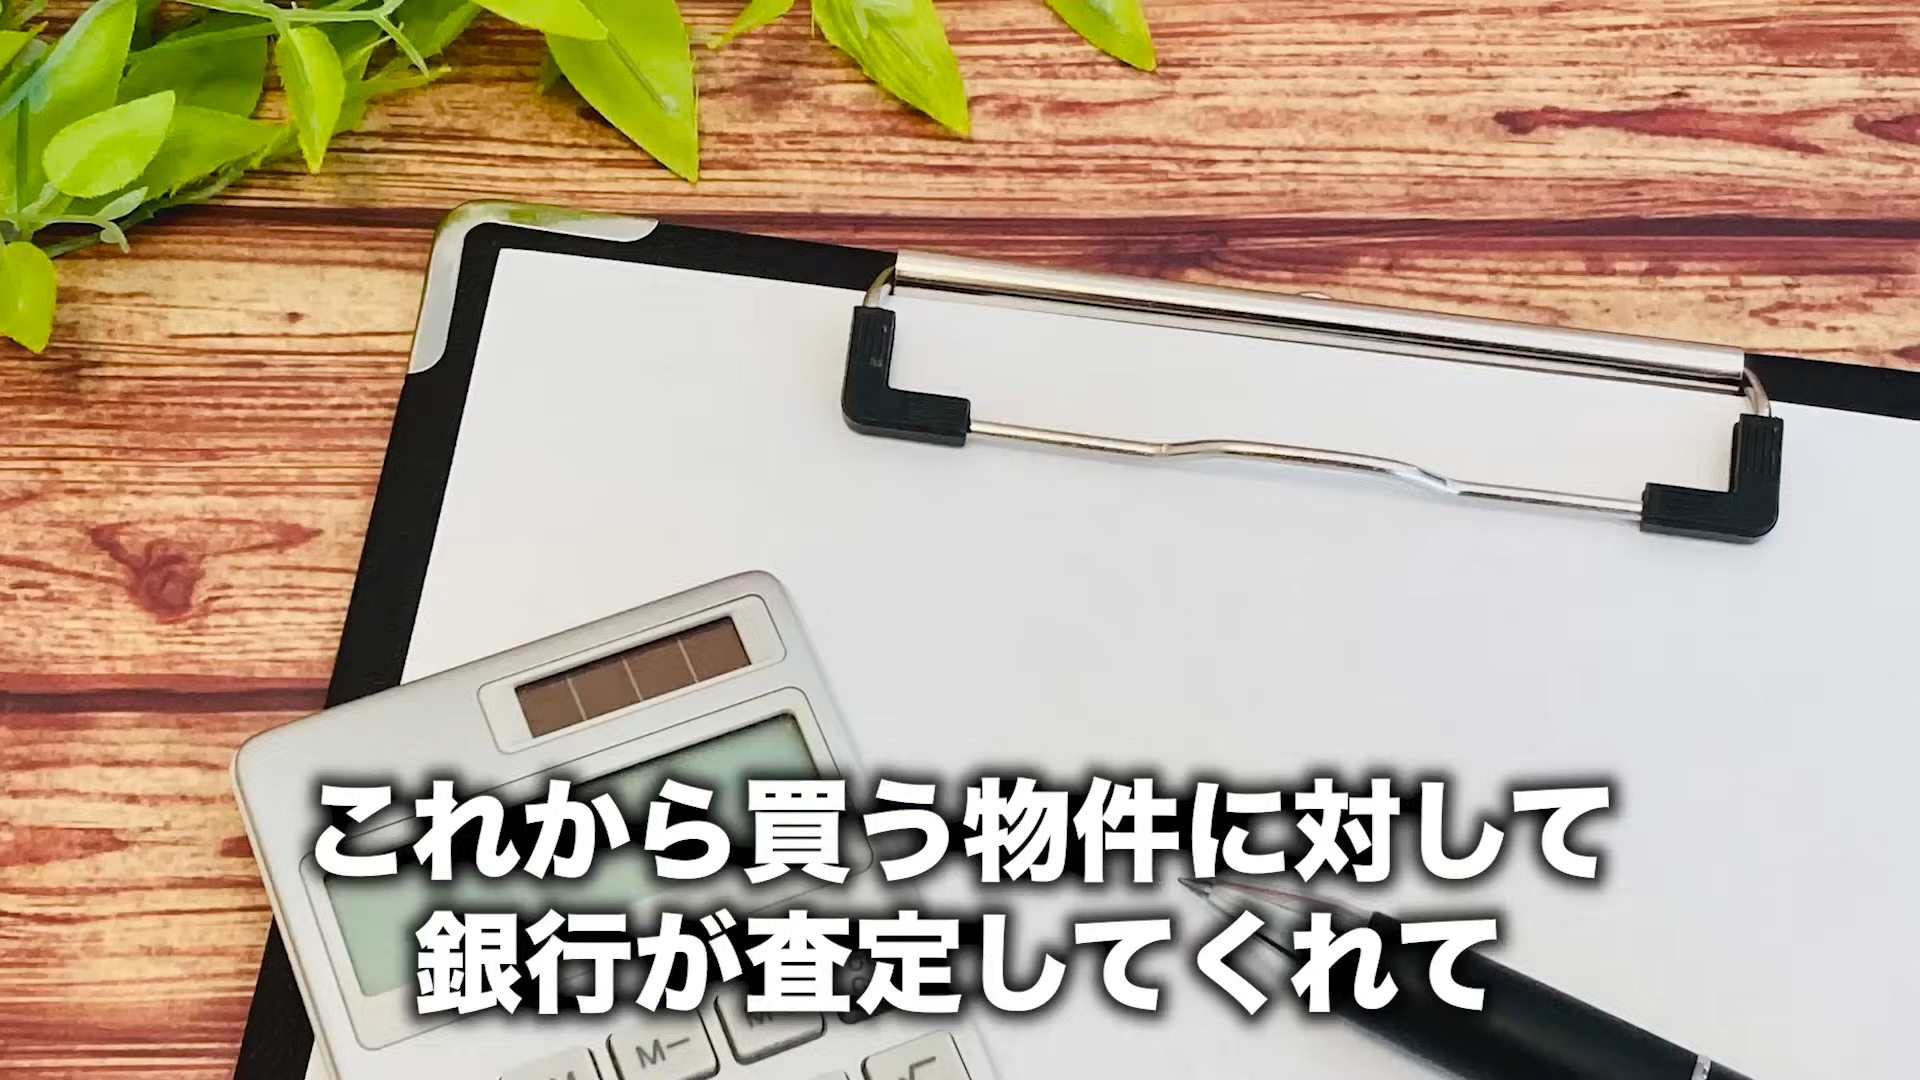 これから買う物件に対して
銀行が査定してくれて
M-